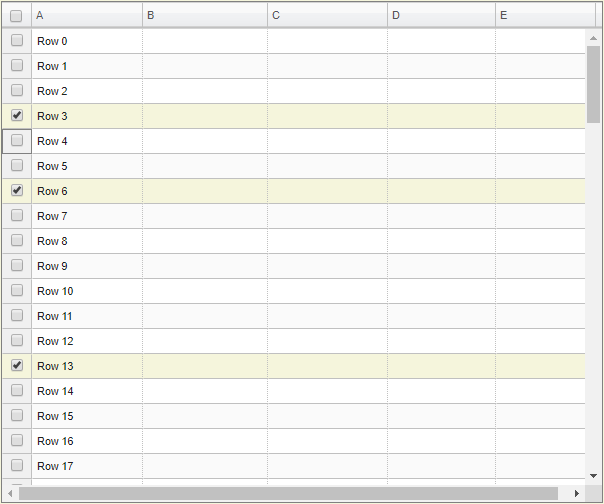 A B C D E
Row 0
Row 1
Row 2
Row 3
Row 4
Row 5
Row 6
Row 7
Row 8
Row 9
Row 10
Row 11
Row 12
Row 13
Row 14
Row 15
Row 16
Row 17